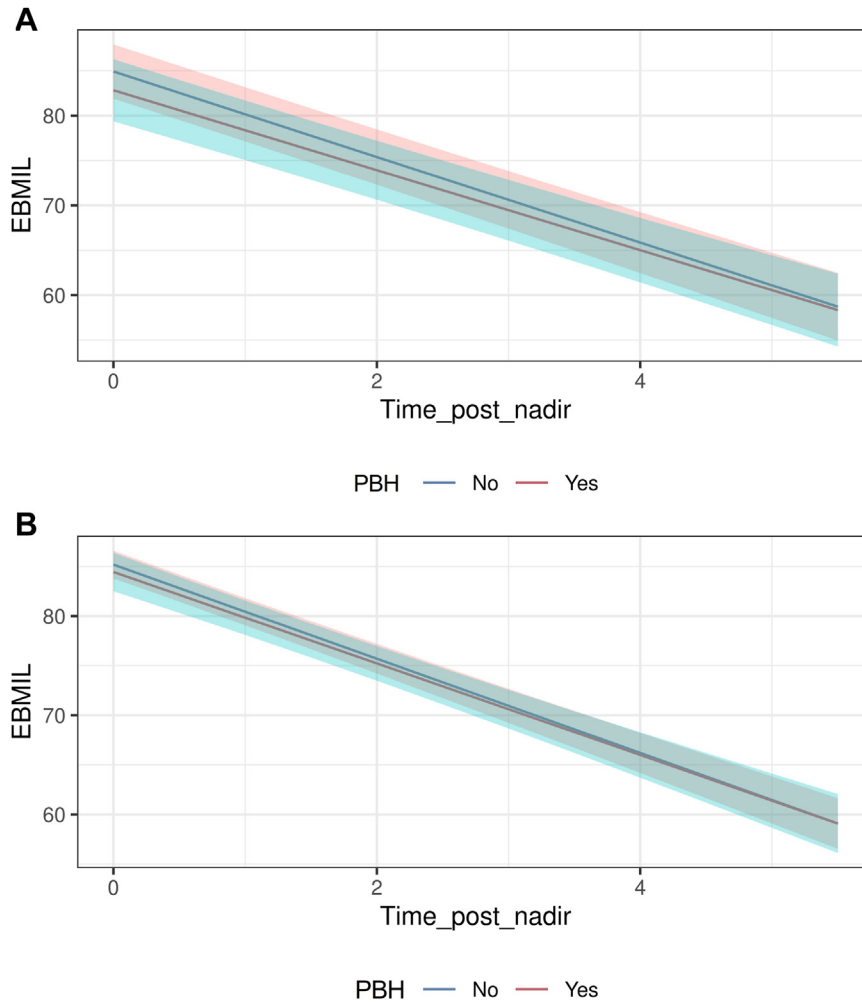 A
80
70
60
EBMIL
0 2 4
Time_post_nadir
PBH No Yes
B
80
70
60
EBMIL
0 2 4
Time_post_nadir
PBH No Yes